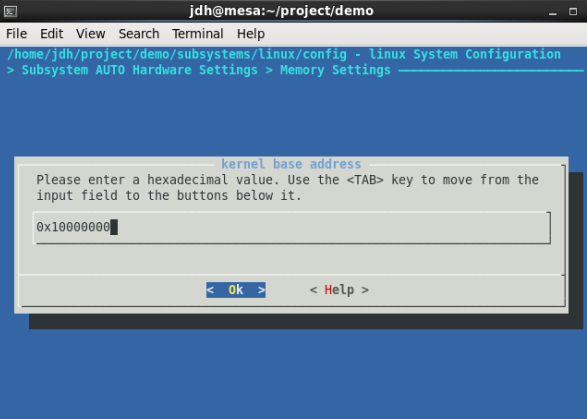 jdh@mesa:~/project/demo
File Edit View Search Terminal Help
/home/jdh/project/demo/subsystems/linux/config - linux System Configuration
> Subsystem AUTO Hardware Settings > Memory Settings
kernel base address
Please enter a hexadecimal value. Use the <TAB> key to move from the
input field to the buttons below it.
0x10000000
< Ok > < Help >